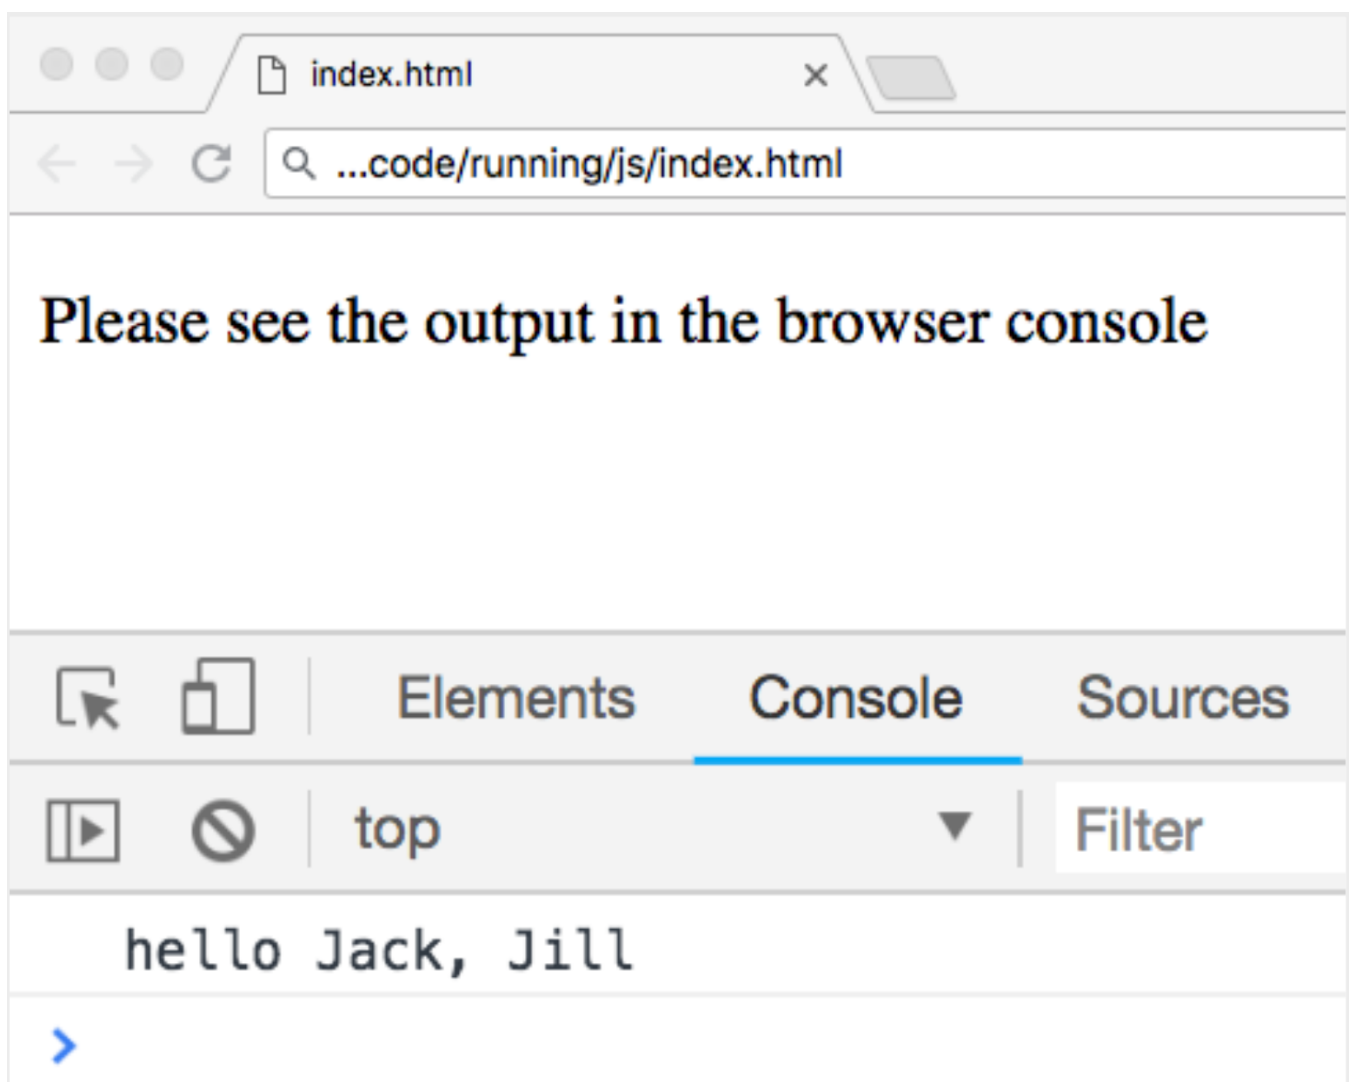 index.html
...code/running/js/index.html
Please see the output in the browser console
Elements Console Sources
top Filter
hello Jack, Jill